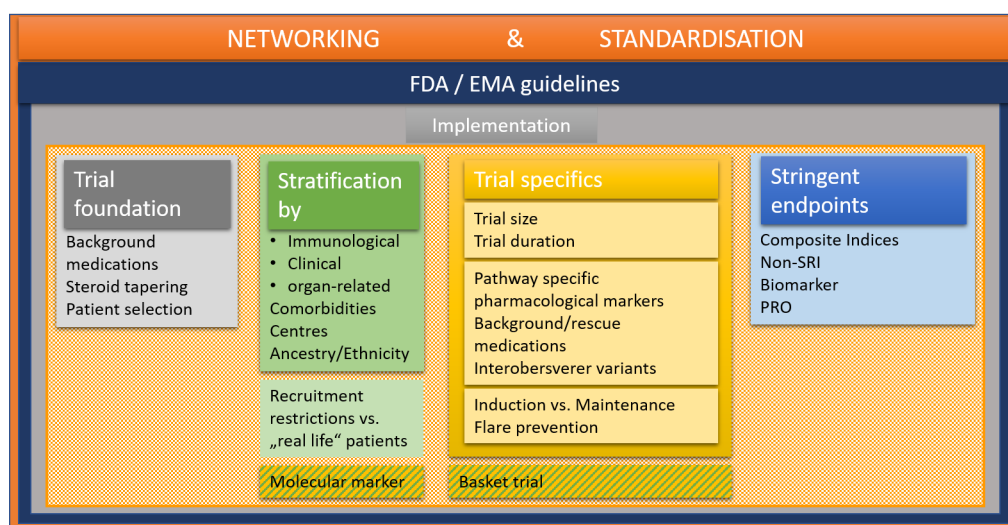 NETWORKING & STANDARDISATION
FDA / EMA guidelines
Implementation
Trial
foundation
Background
medications
Steroid tapering
Patient selection
Stratification
by
• Immunological
• Clinical
• organ-related
Comorbidities
Centres
Ancestry/Ethnicity
Recruitment
restrictions vs.
„real life“ patients
Molecular marker
Trial specifics
Trial size
Trial duration
Pathway specific
pharmacological markers
Background/rescue
medications
Interobersverer variants
Induction vs. Maintenance
Flare prevention
Basket trial
Stringent
endpoints
Composite Indices
Non-SRI
Biomarker
PRO